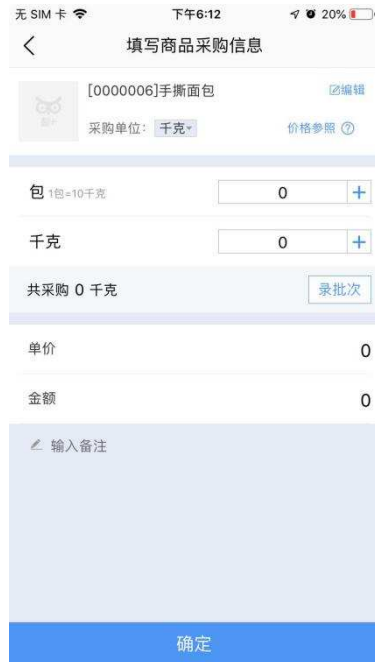 无 SIM 卡 下午6:12 20%
填写商品采购信息
[0000006]手撕面包 编辑
采购单位： 千克 价格参照 ?
包 1包=10千克 0 +
千克 0 +
共采购 0 千克 录批次
单价 0
金额 0
输入备注
确定